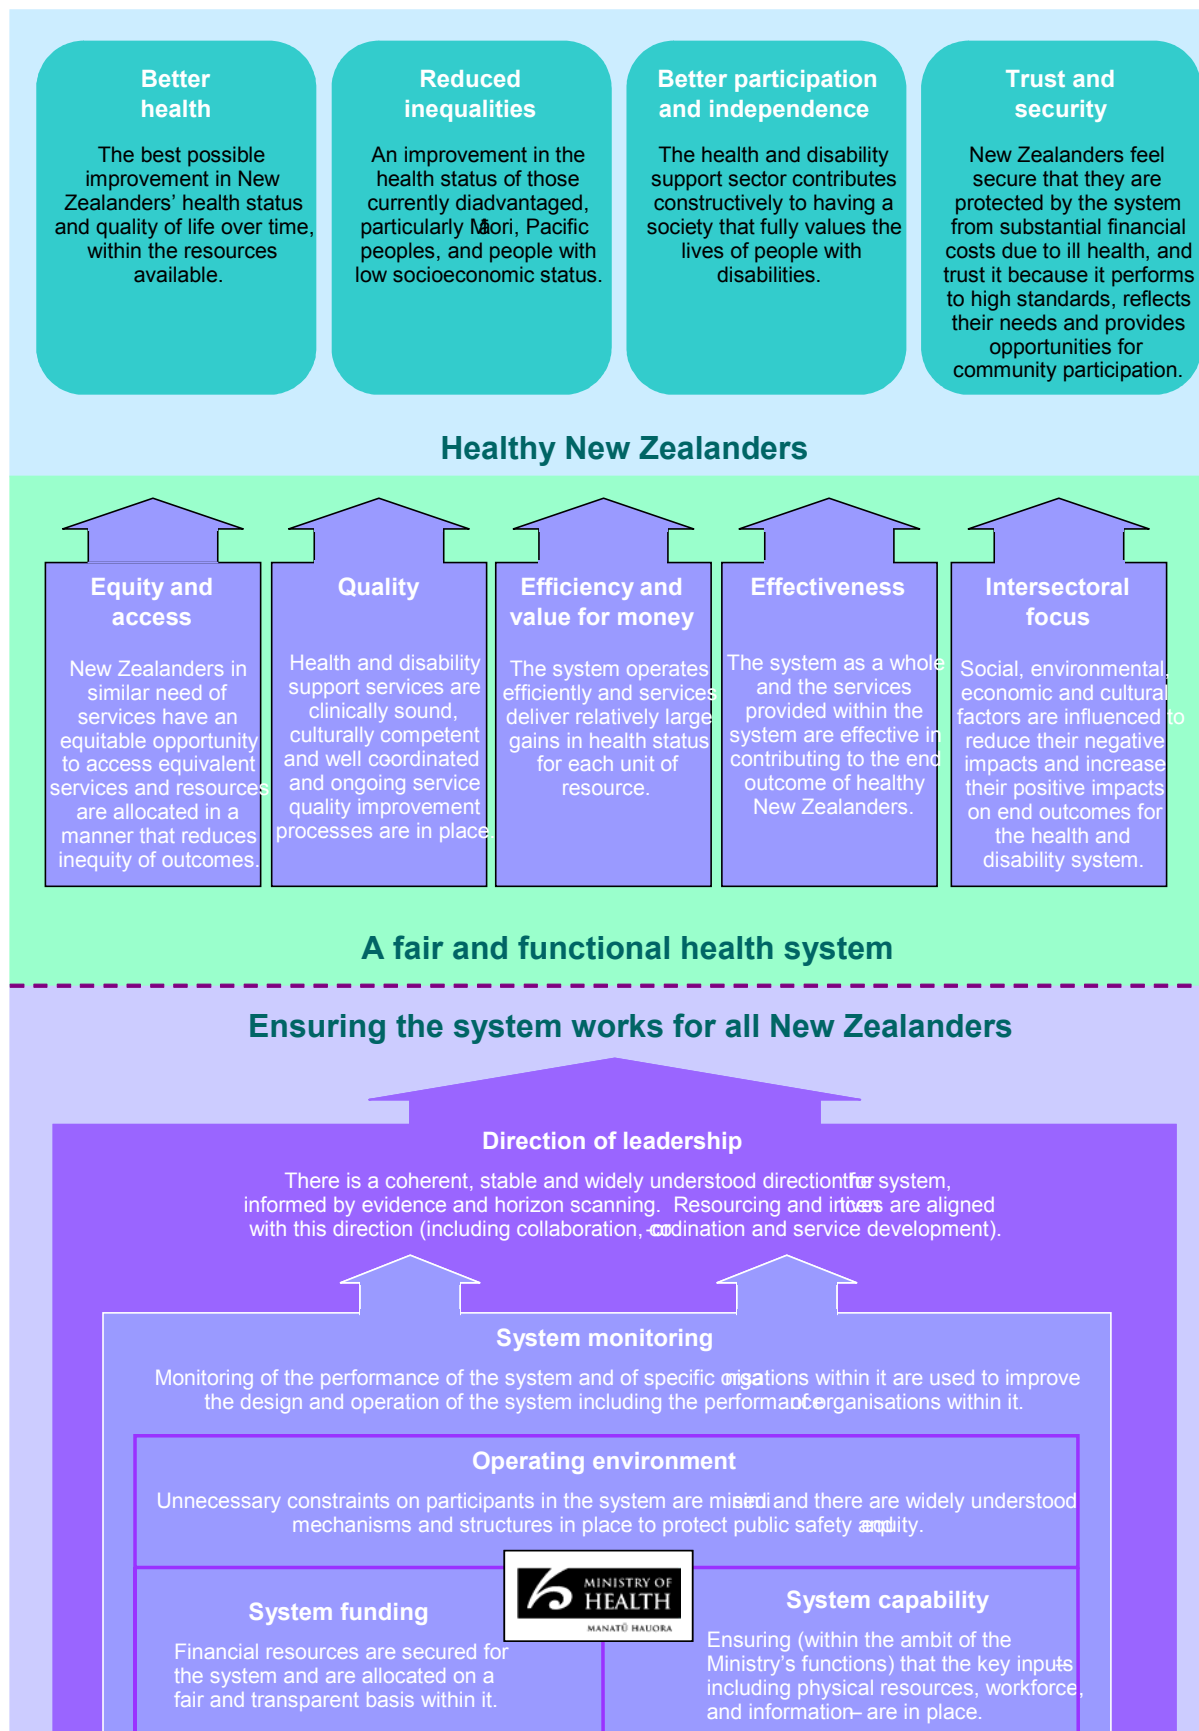 Better
health
The best possible
improvement in New
Zealanders’ health status
and quality of life over time,
within the resources
available.
Reduced
inequalities
An improvement in the
health status of those
currently diadvantaged,
particularly Māori, Pacific
peoples, and people with
low socioeconomic status.
Better participation
and independence
The health and disability
support sector contributes
constructively to having a
society that fully values the
lives of people with
disabilities.
Trust and
security
New Zealanders feel
secure that they are
protected by the system
from substantial financial
costs due to ill health, and
trust it because it performs
to high standards, reflects
their needs and provides
opportunities for
community participation.
Healthy New Zealanders
Equity and
access
New Zealanders in
similar need of
services have an
equitable opportunity
to access equivalent
services and resources
are allocated in a
manner that reduces
inequity of outcomes.
Quality
Health and disability
support services are
clinically sound,
culturally competent
and well co-ordinated
and ongoing service
quality improvement
processes are in place.
Efficiency and
value for money
The system operates
efficiently and services
deliver relatively large
gains in health status
for each unit of
resource.
Effectiveness
The system as a whole
and the services
provided within the
system are effective in
contributing to the end
outcome of healthy
New Zealanders.
Intersectoral
focus
Social, environmental,
economic and cultural
factors are influenced to
reduce their negative
impacts and increase
their positive impacts
on end outcomes for
the health and
disability system.
A fair and functional health system
Ensuring the system works for all New Zealanders
Direction of leadership
There is a coherent, stable and widely understood direction for the system,
informed by evidence and horizon scanning. Resourcing and incentives are aligned
with this direction (including collaboration, co-ordination and service development).
System monitoring
Monitoring of the performance of the system and of specific organisations within it are used to improve
the design and operation of the system including the performance of organisations within it.
Operating environment
Unnecessary constraints on participants in the system are minimised and there are widely understood
mechanisms and structures in place to protect public safety and equity.
MINISTRY OF
HEALTH
MANATŪ HAUORA
System funding
Financial resources are secured for
the system and are allocated on a
fair and transparent basis within it.
System capability
Ensuring (within the ambit of the
Ministry’s functions) that the key inputs –
including physical resources, workforce,
and information – are in place.